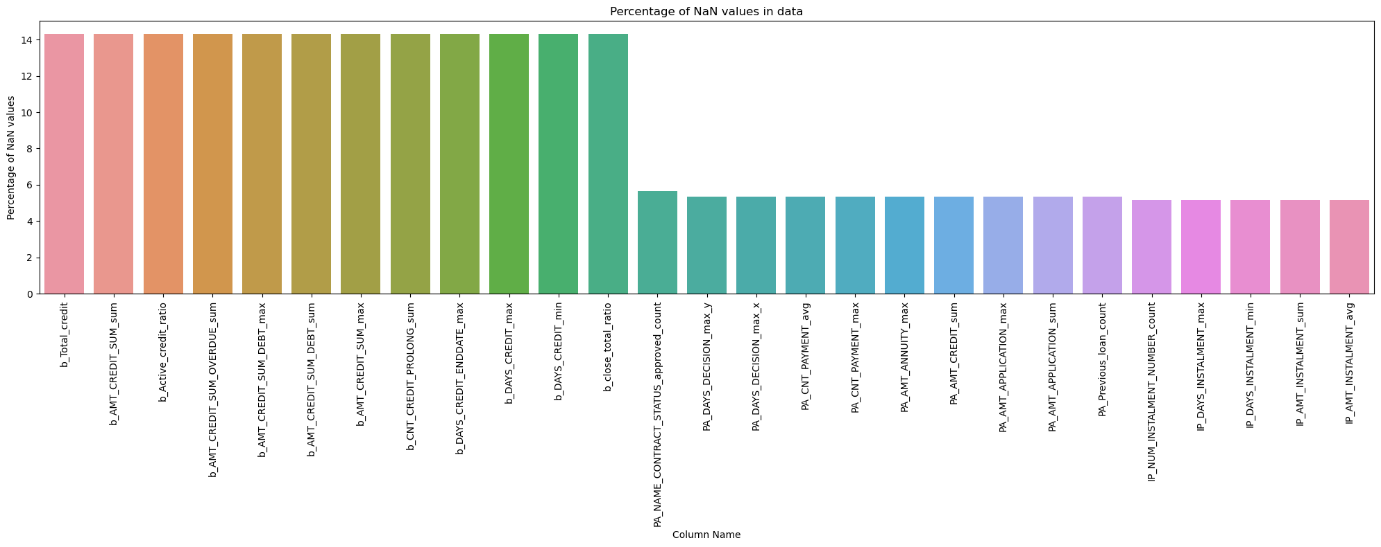 Percentage of NaN values in data
Percentage of NaN values
14
12
10
8
6
4
2
0
b_Total_credit
b_AMT_CREDIT_SUM_sum
b_Active_credit_ratio
b_AMT_CREDIT_SUM_OVERDUE_sum
b_AMT_CREDIT_SUM_DEBT_max
b_AMT_CREDIT_SUM_DEBT_sum
b_AMT_CREDIT_SUM_max
b_CNT_CREDIT_PROLONG_sum
b_DAYS_CREDIT_ENDDATE_max
b_DAYS_CREDIT_max
b_DAYS_CREDIT_min
b_close_total_ratio
PA_NAME_CONTRACT_STATUS_approved_count
PA_DAYS_DECISION_max_y
PA_DAYS_DECISION_max_x
PA_CNT_PAYMENT_avg
PA_CNT_PAYMENT_max
PA_AMT_ANNUITY_max
PA_AMT_CREDIT_sum
PA_AMT_APPLICATION_max
PA_AMT_APPLICATION_sum
PA_Previous_loan_count
IP_NUM_INSTALMENT_NUMBER_count
IP_DAYS_INSTALMENT_max
IP_DAYS_INSTALMENT_min
IP_AMT_INSTALMENT_sum
IP_AMT_INSTALMENT_avg
Column Name